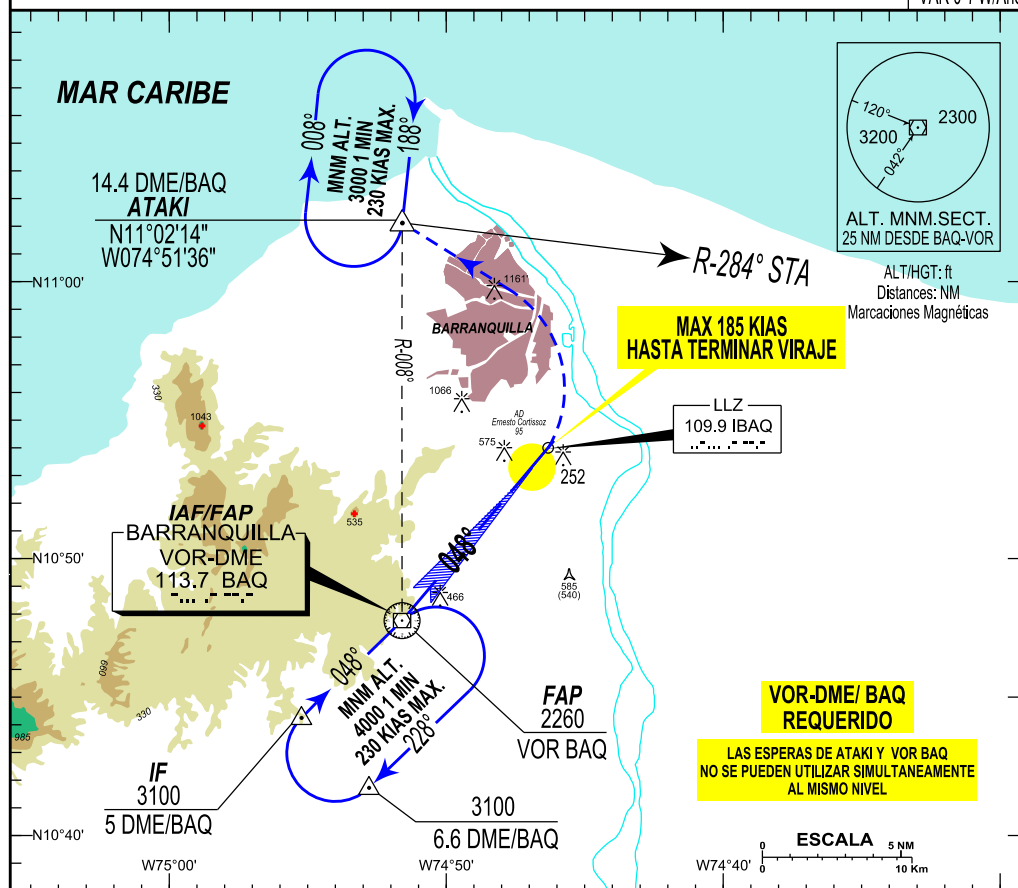 MAR CARIBE
008°
MNM ALT.
3000 1 MIN
230 KIAS MAX.
188°
120°
2300
3200
042°
ALT. MNM.SECT.
25 NM DESDE BAQ-VOR
ALT/HGT: ft
Distances: NM
Marcaciones Magnéticas
14.4 DME/BAQ
ATAKI
N11°02'14"
W074°51'36"
R-284° STA
N11°00'
1161'
BARRANQUILLA
MAX 185 KIAS
HASTA TERMINAR VIRAJE
R-008°
330
1043
1066
AD
Ernesto Cortissoz
95
575
252
LLZ
109.9 IBAQ
535
IAF/FAP
BARRANQUILLA
VOR-DME
113.7 BAQ
N10°50'
048°
466
585
(540)
048°
MNM ALT.
4000 1 MIN
230 KIAS MAX.
228°
FAP
2260
VOR BAQ
VOR-DME/ BAQ
REQUERIDO
LAS ESPERAS DE ATAKI Y VOR BAQ
NO SE PUEDEN UTILIZAR SIMULTANEAMENTE
AL MISMO NIVEL
660
330
985
IF
3100
5 DME/BAQ
3100
6.6 DME/BAQ
N10°40'
W75°00'
W74°50'
W74°40'
ESCALA
0 5 NM
0 10 Km